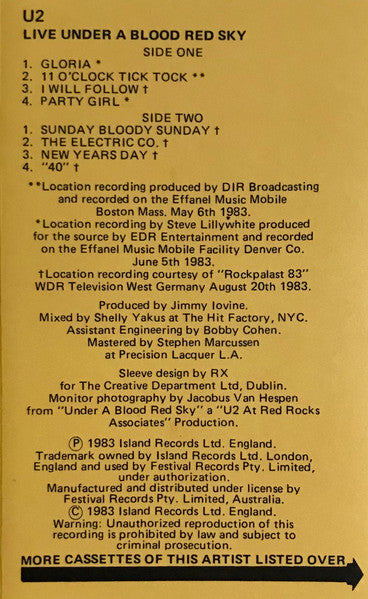 U2
LIVE UNDER A BLOOD RED SKY
SIDE ONE
1. GLORIA *
2. 11 O'CLOCK TICK TOCK **
3. I WILL FOLLOW †
4. PARTY GIRL *
SIDE TWO
1. SUNDAY BLOODY SUNDAY †
2. THE ELECTRIC CO. †
3. NEW YEARS DAY †
4. "40" †
**Location recording produced by DIR Broadcasting
and recorded on the Effanel Music Mobile
Boston Mass. May 6th 1983.
*Location recording by Steve Lillywhite produced
for the source by EDR Entertainment and recorded
on the Effanel Music Mobile Facility Denver Co.
June 5th 1983.
†Location recording courtesy of "Rockpalast 83"
WDR Television West Germany August 20th 1983.
Produced by Jimmy Iovine.
Mixed by Shelly Yakus at The Hit Factory, NYC.
Assistant Engineering by Bobby Cohen.
Mastered by Stephen Marcussen
at Precision Lacquer L.A.
Sleeve design by RX
for The Creative Department Ltd, Dublin.
Monitor photography by Jacobus Van Hespen
from "Under A Blood Red Sky" a "U2 At Red Rocks
Associates" Production.
Ⓟ 1983 Island Records Ltd. England.
Trademark owned by Island Records Ltd. London,
England and used by Festival Records Pty. Limited,
under authorization.
Manufactured and distributed under license by
Festival Records Pty. Limited, Australia.
© 1983 Island Records Ltd. England.
Warning: Unauthorized reproduction of this
recording is prohibited by law and subject to
criminal prosecution.
MORE CASSETTES OF THIS ARTIST LISTED OVER